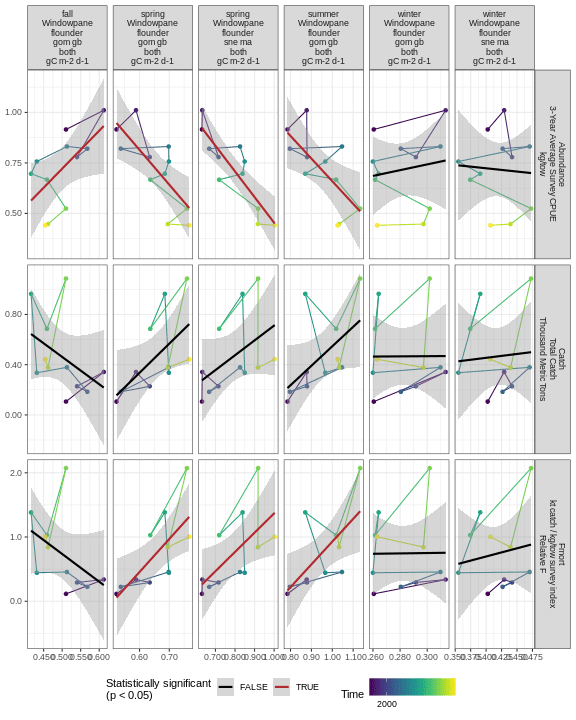 fall
Windowpane
flounder
gom gb
both
gC m-2 d-1
spring
Windowpane
flounder
gom gb
both
gC m-2 d-1
spring
Windowpane
flounder
sne ma
both
gC m-2 d-1
summer
Windowpane
flounder
gom gb
both
gC m-2 d-1
winter
Windowpane
flounder
gom gb
both
gC m-2 d-1
winter
Windowpane
flounder
sne ma
both
gC m-2 d-1
1.00
0.75
0.50
Abundance
3-Year Average Survey CPUE
kg/tow
0.80
0.40
0.00
Catch
Total Catch
Thousand Metric Tons
2.0
1.0
0.0
Fmort
kt catch / kg/tow survey index
Relative F
0.450 0.500 0.550 0.600
0.60 0.70
0.700 0.800 0.900 1.000
0.80 0.90 1.00 1.100
0.260 0.280 0.300
0.350 0.375 0.400 0.425 0.450 0.475
Statistically significant
(p < 0.05)
FALSE
TRUE
Time
2000